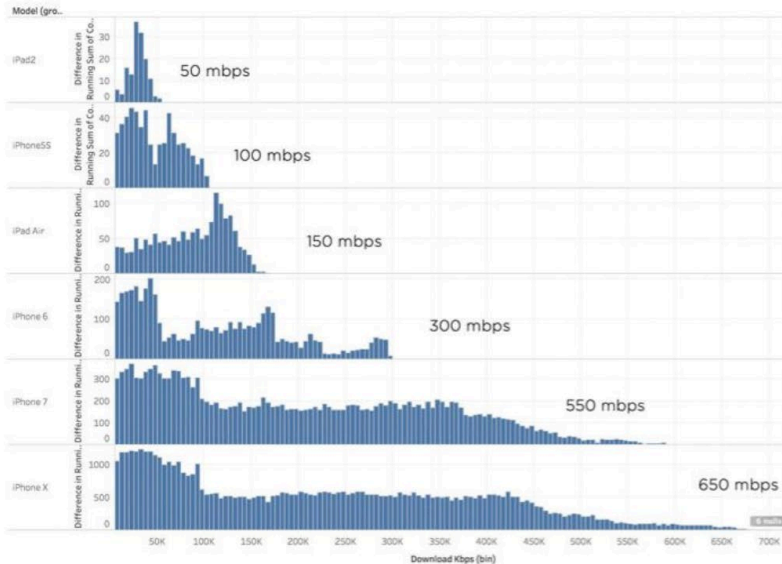 Model (gro..
iPad2
Difference in
Running Sum of Co..
30
20
10
0
50 mbps
iPhone5S
Difference in
Running Sum of Co..
40
20
0
100 mbps
iPad Air
Difference in Runni..
100
50
0
150 mbps
iPhone 6
Difference in Runni..
200
100
0
300 mbps
iPhone 7
Difference in Runni..
300
200
100
0
550 mbps
iPhone X
Difference in Runni..
1000
500
0
650 mbps
50K 100K 150K 200K 250K 300K 350K 400K 450K 500K 550K 600K 650K 700K
Download Kbps (bin)